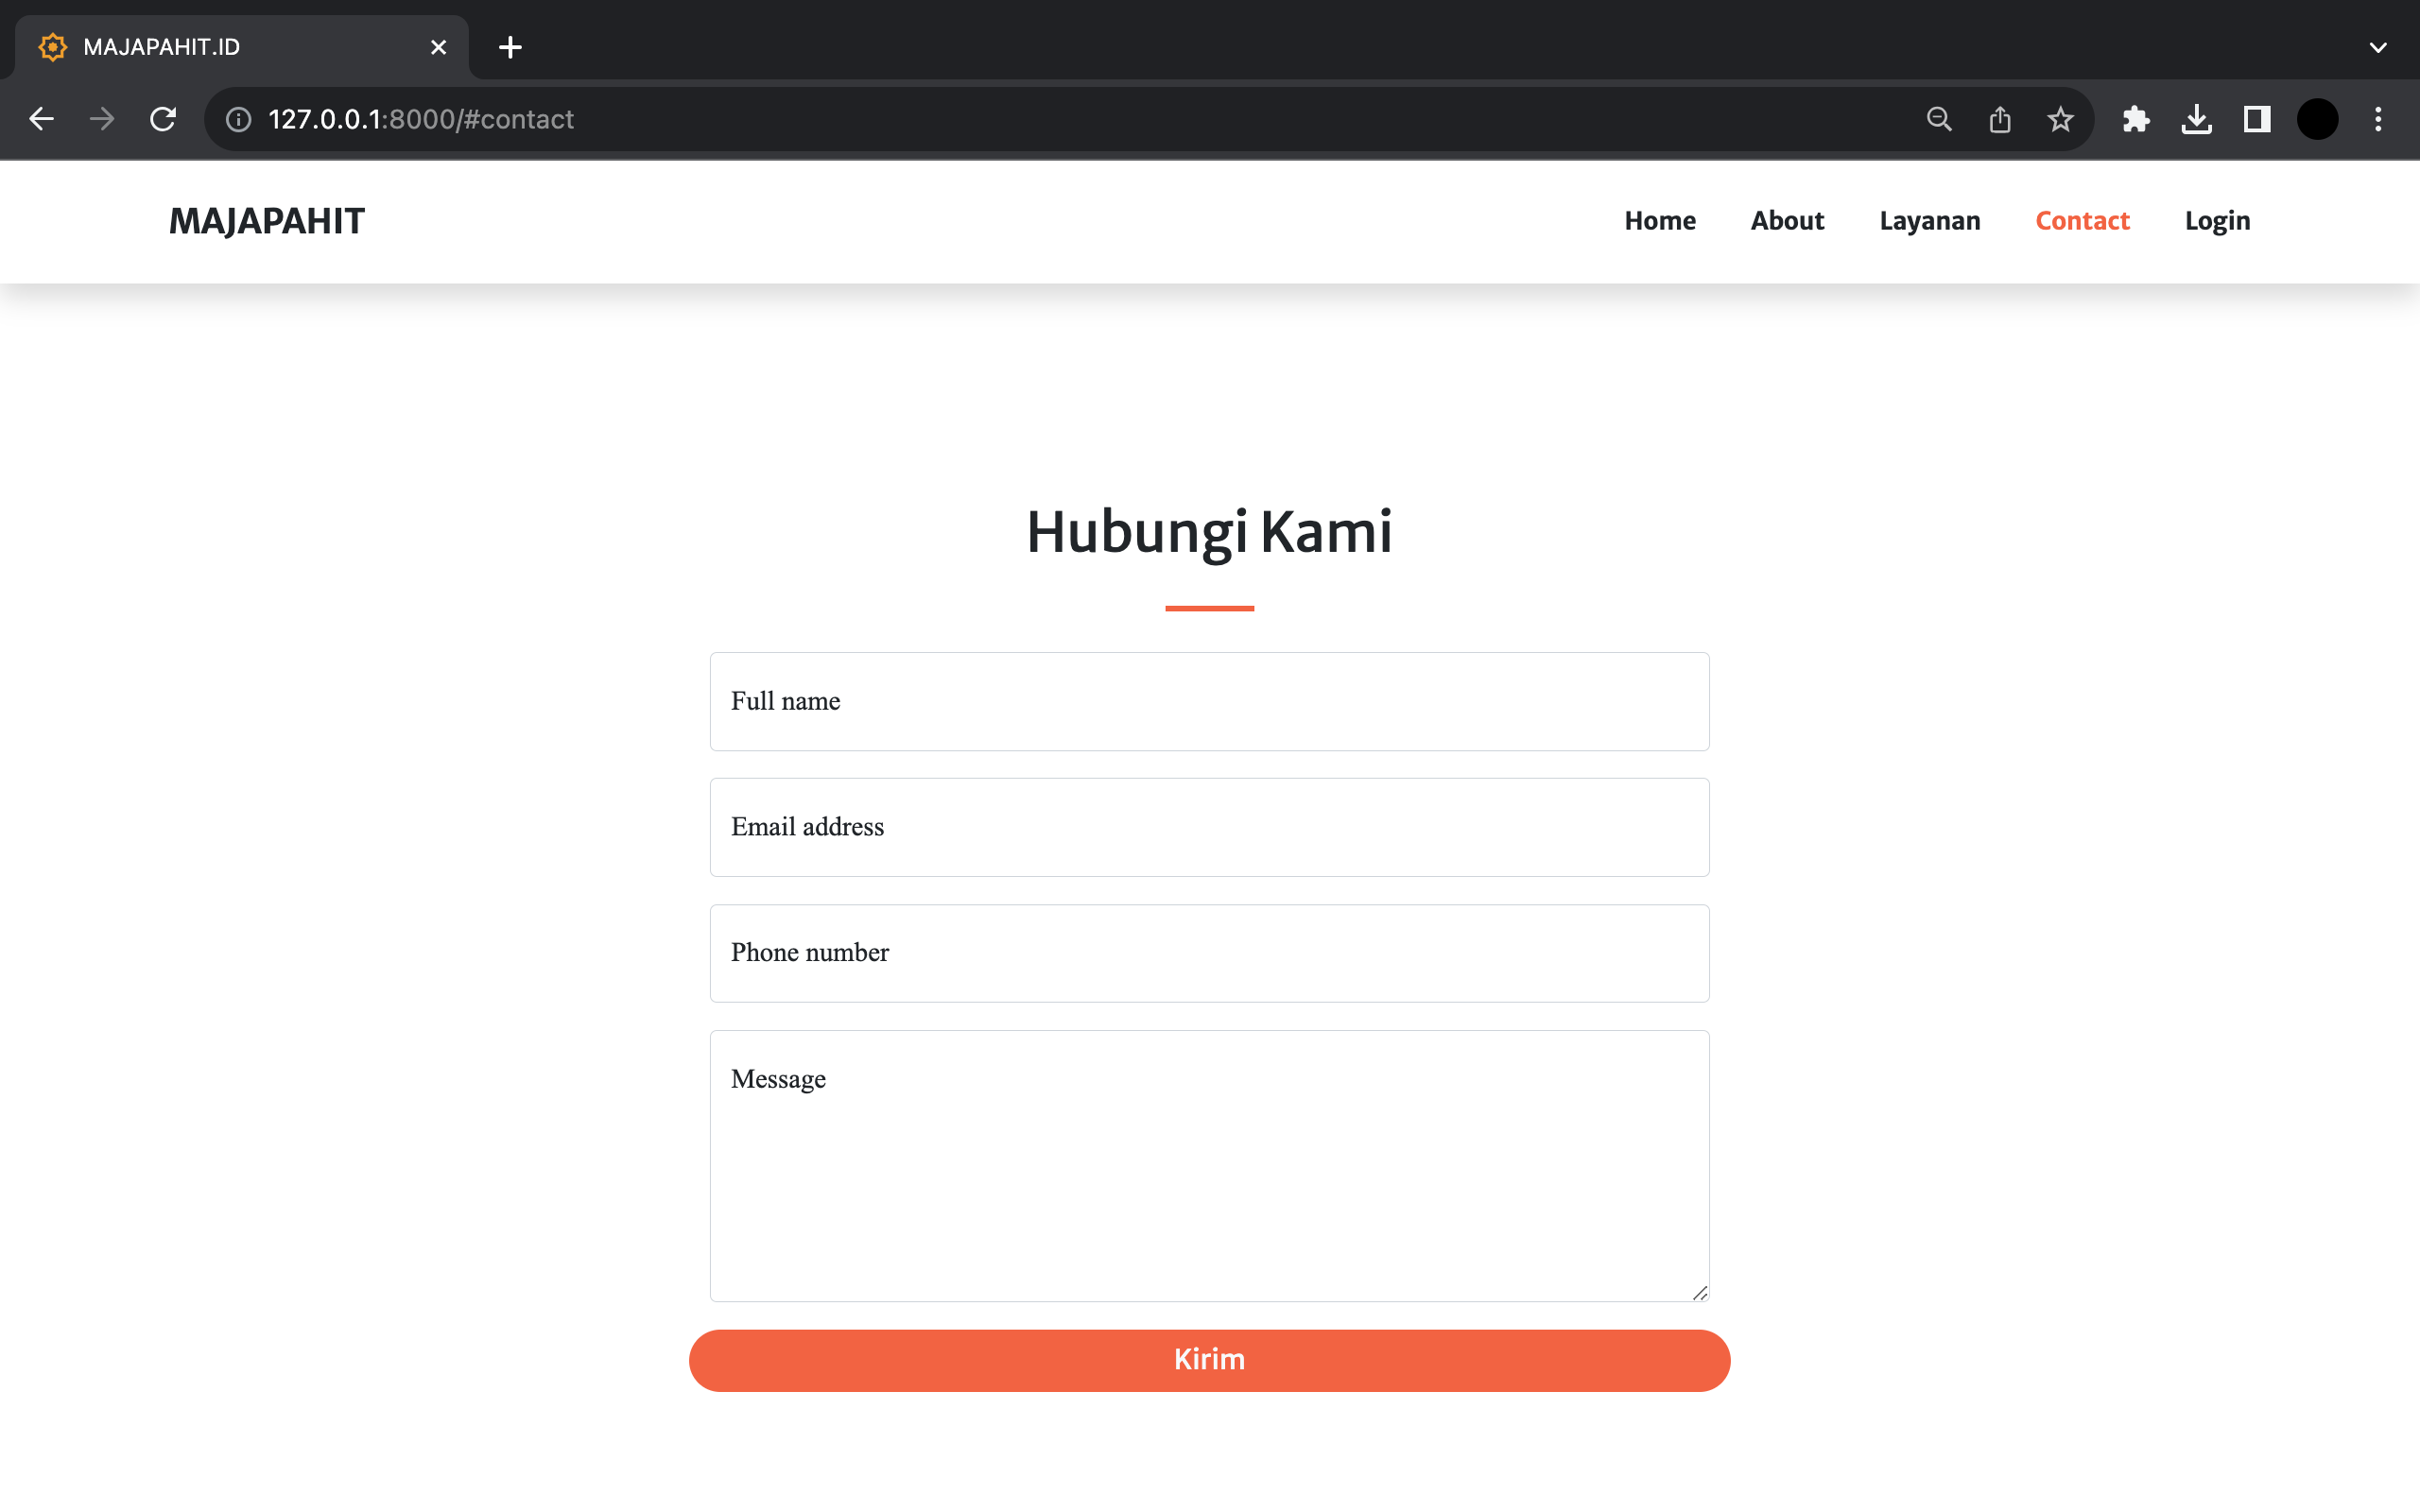 MAJAPAHIT.ID
127.0.0.1:8000/#contact
MAJAPAHIT
Home About Layanan Contact Login
Hubungi Kami
Full name
Email address
Phone number
Message
Kirim